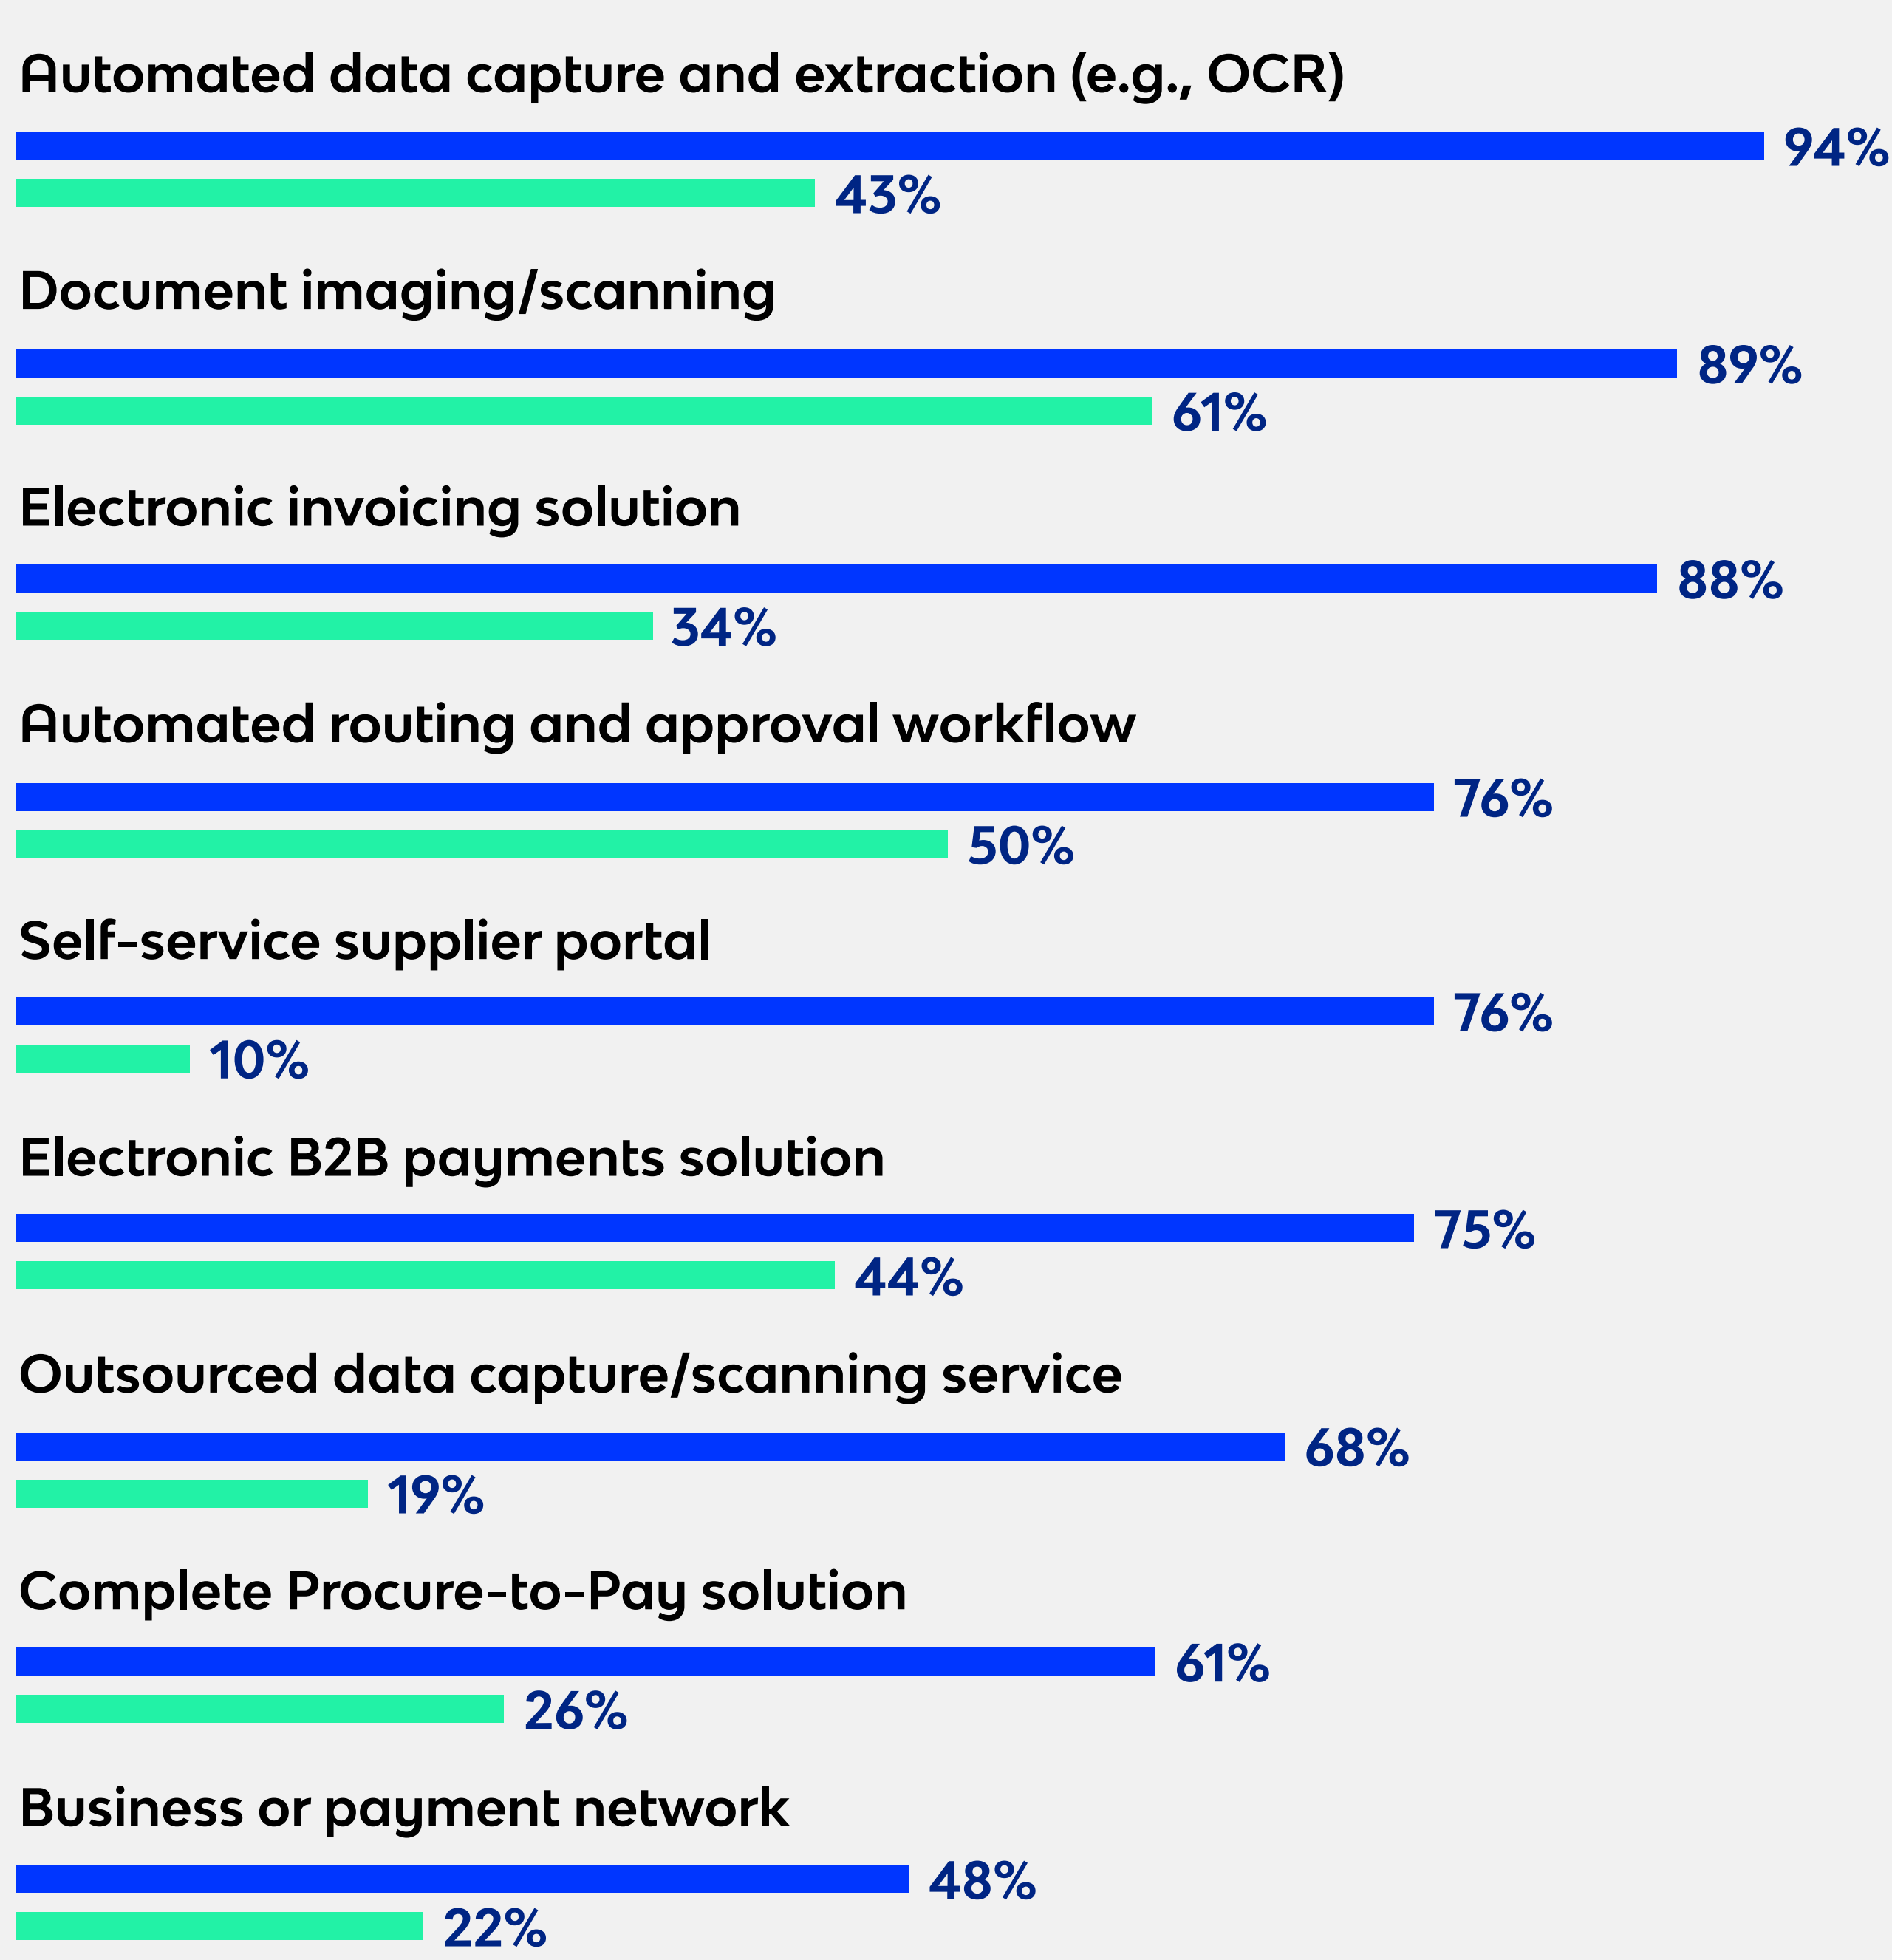 Automated data capture and extraction (e.g., OCR)
94%
43%
Document imaging/scanning
89%
61%
Electronic invoicing solution
88%
34%
Automated routing and approval workflow
76%
50%
Self-service supplier portal
76%
10%
Electronic B2B payments solution
75%
44%
Outsourced data capture/scanning service
68%
19%
Complete Procure-to-Pay solution
61%
26%
Business or payment network
48%
22%